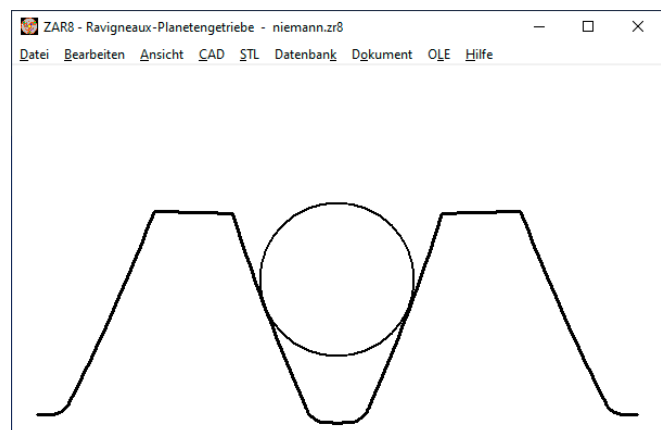 ZAR8 - Ravigneaux-Planetengetriebe - niemann.zr8
Datei Bearbeiten Ansicht CAD STL Datenbank Dokument OLE Hilfe